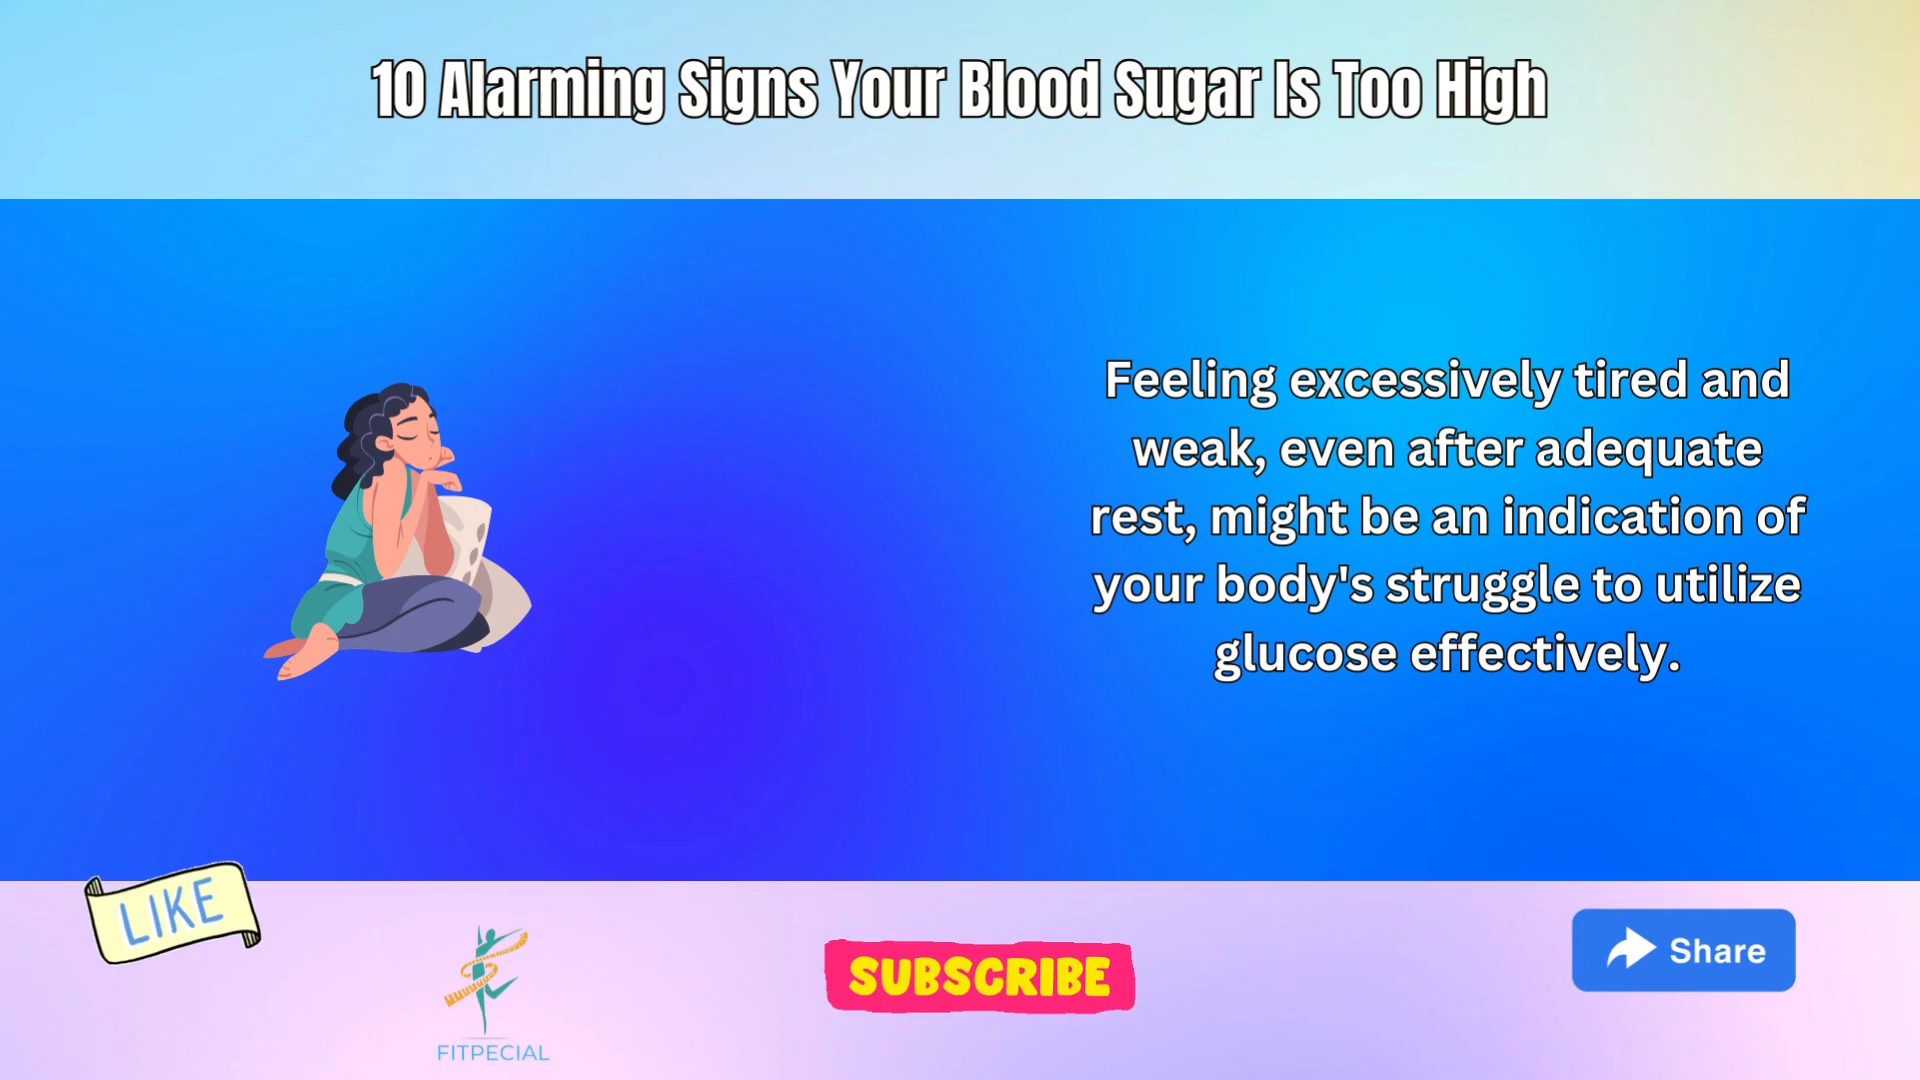 10 Alarming Signs Your Blood Sugar Is Too High
Feeling excessively tired and
weak, even after adequate
rest, might be an indication of
your body's struggle to utilize
glucose effectively.
LIKE
FITPECIAL
SUBSCRIBE
Share